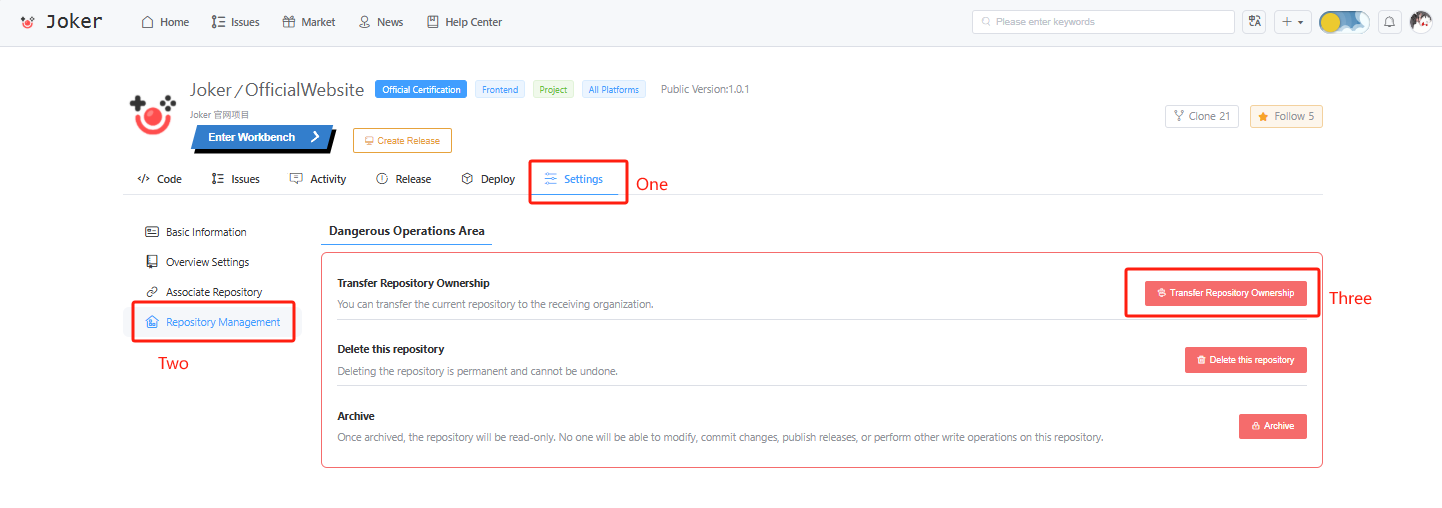 Joker Home Issues Market News Help Center Please enter keywords
Joker / OfficialWebsite Official Certification Frontend Project All Platforms Public Version:1.0.1
Joker 官网项目
Clone 21 Follow 5
Enter Workbench Create Release
Code Issues Activity Release Deploy Settings One
Basic Information
Overview Settings
Associate Repository
Repository Management
Two
Dangerous Operations Area
Transfer Repository Ownership
You can transfer the current repository to the receiving organization.
Transfer Repository Ownership
Three
Delete this repository
Deleting the repository is permanent and cannot be undone.
Delete this repository
Archive
Once archived, the repository will be read-only. No one will be able to modify, commit changes, publish releases, or perform other write operations on this repository.
Archive